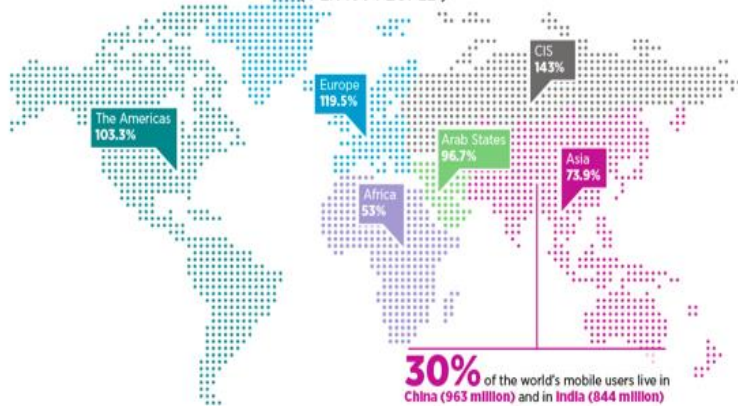 CIS
143%
Europe
119.5%
The Americas
103.3%
Arab States
96.7%
Asia
73.9%
Africa
53%
30% of the world's mobile users live in
China (963 million) and in India (844 million)